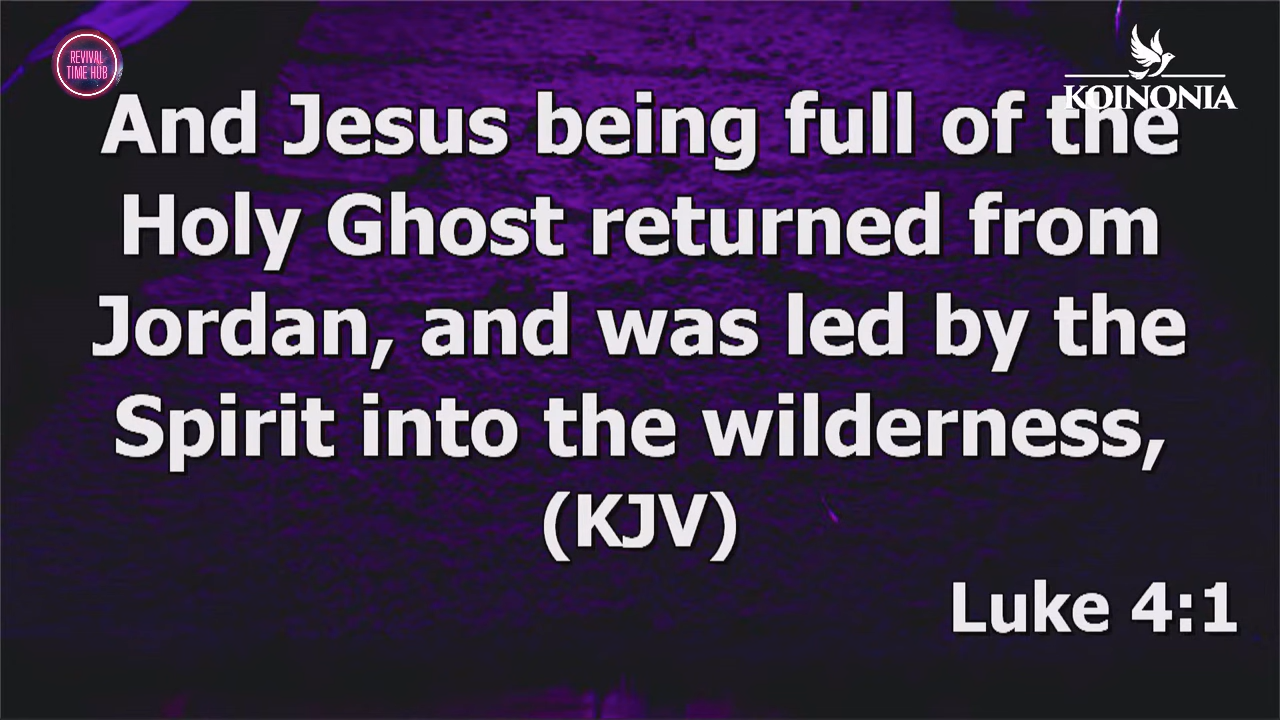 REVIVAL
TIME HUB
KOINONIA
And Jesus being full of the
Holy Ghost returned from
Jordan, and was led by the
Spirit into the wilderness,
(KJV)
Luke 4:1